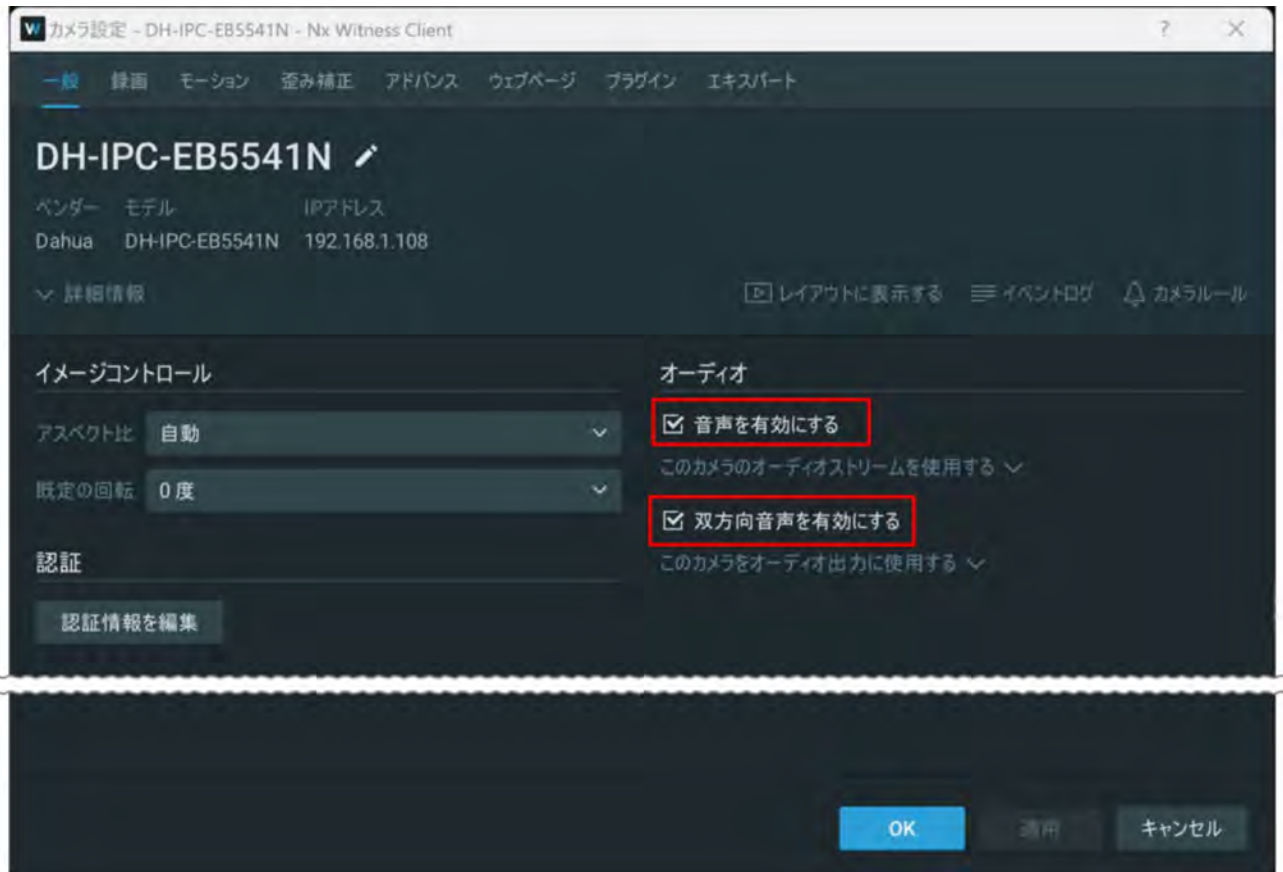 カメラ設定 - DH-IPC-EB5541N - Nx Witness Client
一般 録画 モーション 歪み補正 アドバンス ウェブページ プラグイン エキスパート
DH-IPC-EB5541N
ベンダー モデル IPアドレス
Dahua DH-IPC-EB5541N 192.168.1.108
詳細情報
レイアウトに表示する イベントログ カメラルール
イメージコントロール
アスペクト比 自動
既定の回転 0 度
認証
認証情報を編集
オーディオ
音声を有効にする
このカメラのオーディオストリームを使用する
双方向音声を有効にする
このカメラをオーディオ出力に使用する
OK 適用 キャンセル